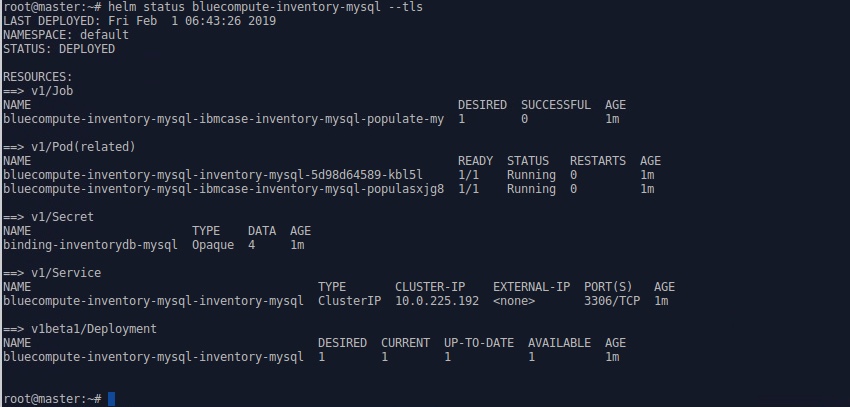 root@master:~# helm status bluecompute-inventory-mysql --tls
LAST DEPLOYED: Fri Feb  1 06:43:26 2019
NAMESPACE: default
STATUS: DEPLOYED
RESOURCES:
==> v1/Job
NAME                                                             DESIRED  SUCCESSFUL  AGE
bluecompute-inventory-mysql-ibmcase-inventory-mysql-populate-my  1        0           1m
==> v1/Pod(related)
NAME                                                             READY  STATUS   RESTARTS  AGE
bluecompute-inventory-mysql-inventory-mysql-5d98d64589-kbl5l     1/1    Running  0         1m
bluecompute-inventory-mysql-ibmcase-inventory-mysql-populasxjg8  1/1    Running  0         1m
==> v1/Secret
NAME                       TYPE    DATA  AGE
binding-inventorydb-mysql  Opaque  4     1m
==> v1/Service
NAME                                         TYPE       CLUSTER-IP    EXTERNAL-IP  PORT(S)   AGE
bluecompute-inventory-mysql-inventory-mysql  ClusterIP  10.0.225.192  <none>       3306/TCP  1m
==> v1beta1/Deployment
NAME                                         DESIRED  CURRENT  UP-TO-DATE  AVAILABLE  AGE
bluecompute-inventory-mysql-inventory-mysql  1        1        1           1          1m
root@master:~#